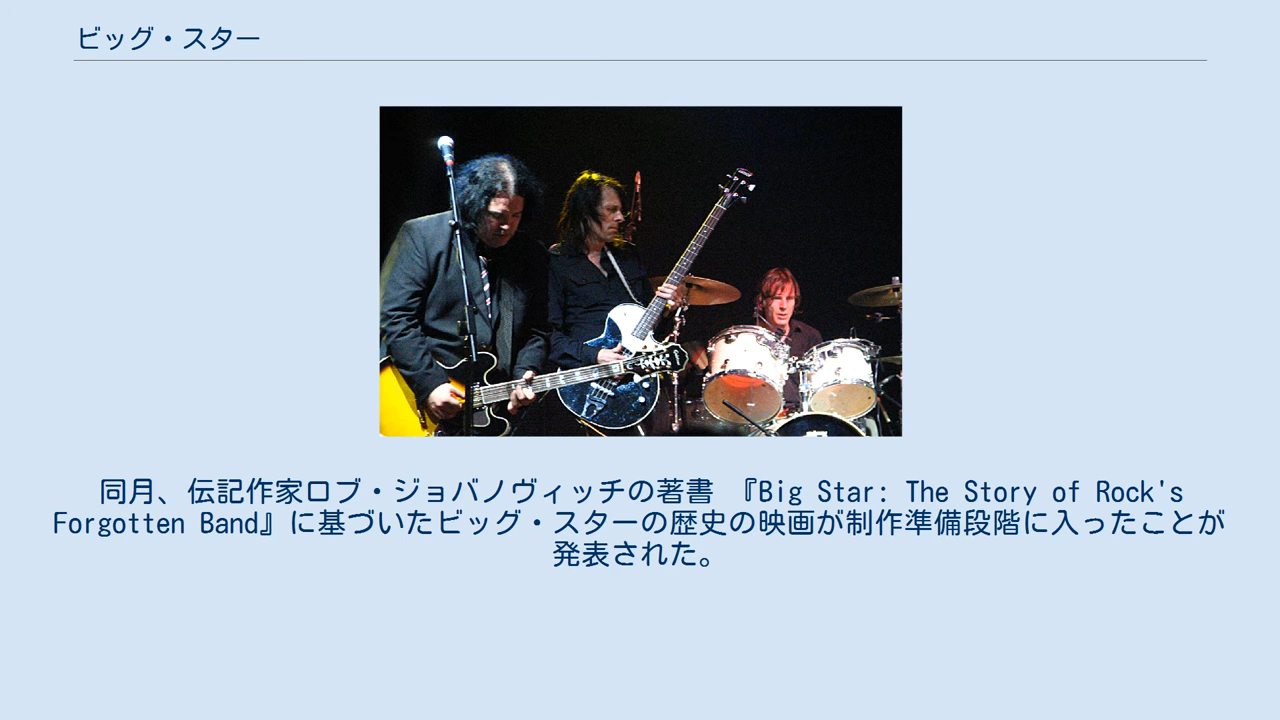 ビッグ・スター
同月、伝記作家ロブ・ジョバノヴィッチの著書 『Big Star: The Story of Rock's
Forgotten Band』に基づいたビッグ・スターの歴史の映画が制作準備段階に入ったことが
発表された。